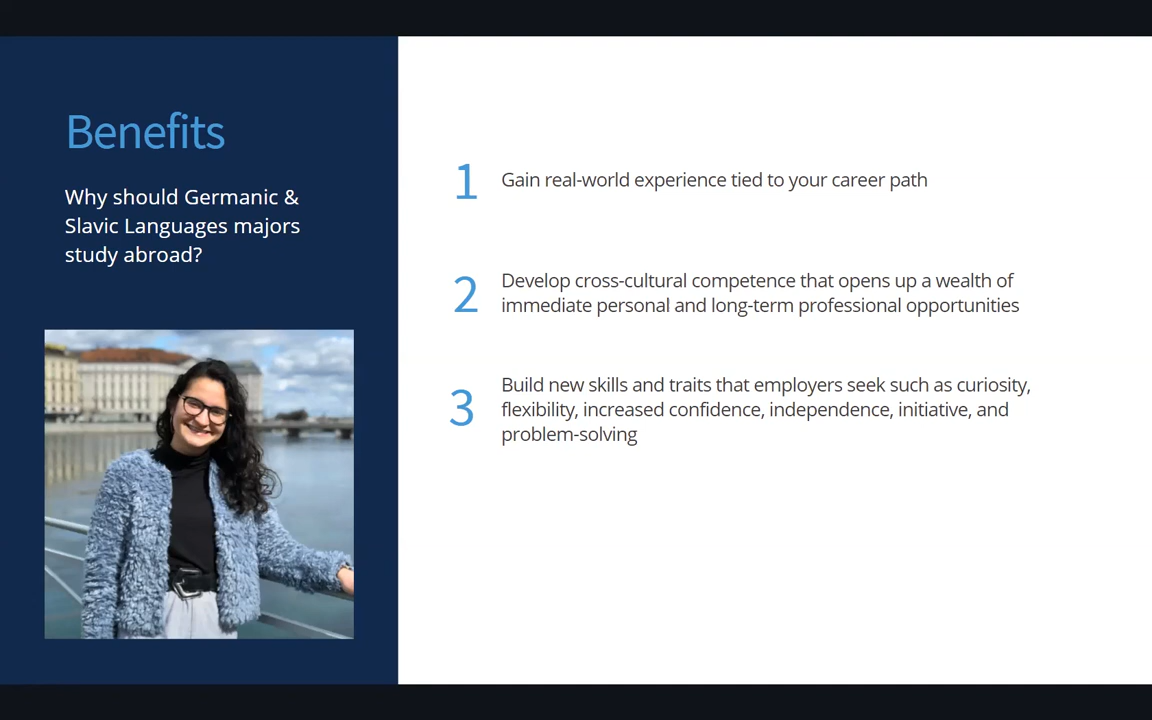 Benefits
Why should Germanic &
Slavic Languages majors
study abroad?
1
Gain real-world experience tied to your career path
2
Develop cross-cultural competence that opens up a wealth of
immediate personal and long-term professional opportunities
3
Build new skills and traits that employers seek such as curiosity,
flexibility, increased confidence, independence, initiative, and
problem-solving